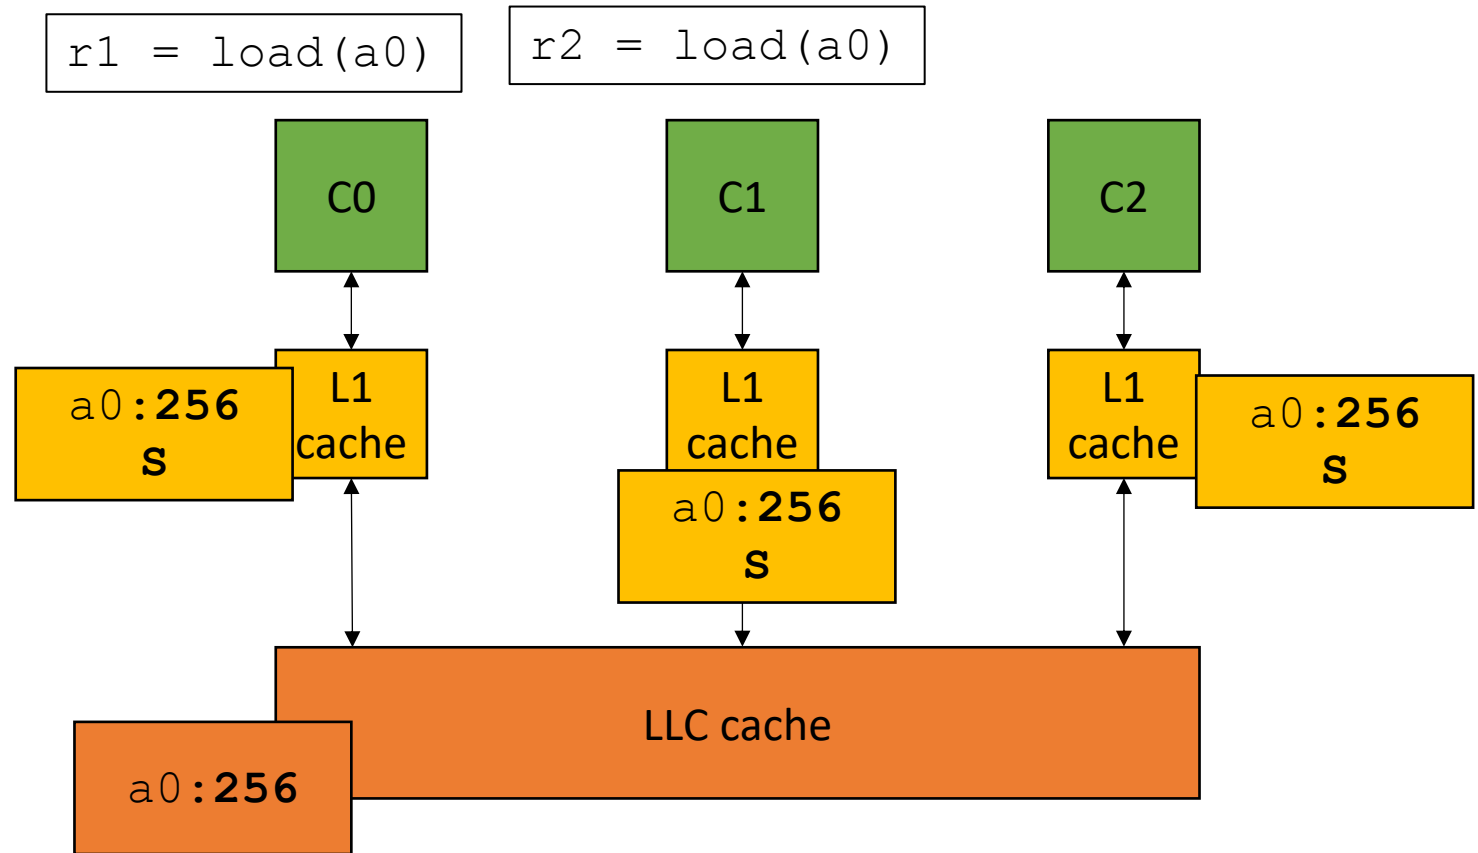 r1 = load(a0)
r2 = load(a0)
C0
C1
C2
L1
cache
L1
cache
L1
cache
a0:256
S
a0:256
S
a0:256
S
LLC cache
a0:256